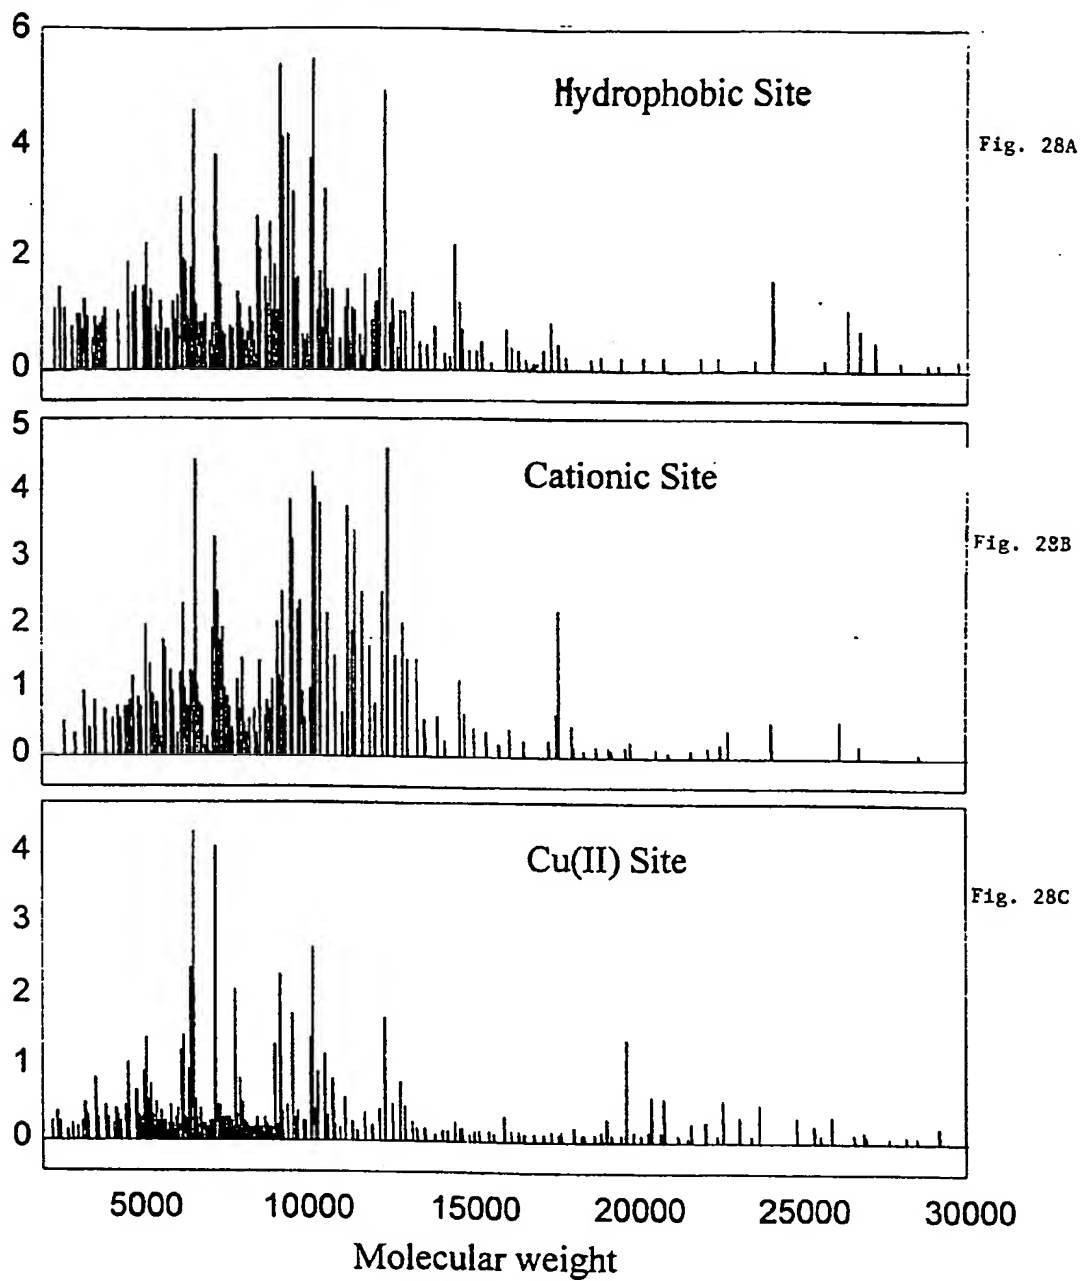 6
4
2
0
Hydrophobic Site
Fig. 28A
5
4
3
2
1
0
Cationic Site
Fig. 28B
4
3
2
1
0
Cu(II) Site
Fig. 28C
5000 10000 15000 20000 25000 30000
Molecular weight